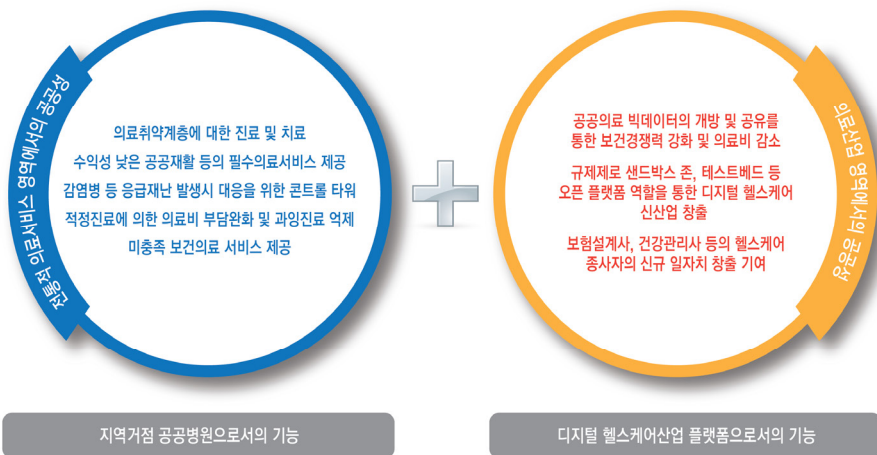 전통적 의료서비스 영역에서의 공공성
의료취약계층에 대한 진료 및 치료
수익성 낮은 공공재활 등의 필수의료서비스 제공
감염병 등 응급재난 발생시 대응을 위한 콘트롤 타워
적정진료에 의한 의료비 부담완화 및 과잉진료 억제
미충족 보건의료 서비스 제공
지역거점 공공병원으로서의 기능
의료산업 영역에서의 공공성
공공의료 빅데이터의 개방 및 공유를
통한 보건경쟁력 강화 및 의료비 감소
규제제로 샌드박스 존, 테스트베드 등
오픈 플랫폼 역할을 통한 디지털 헬스케어
신산업 창출
보험설계사, 건강관리사 등의 헬스케어
종사자의 신규 일자치 창출 기여
디지털 헬스케어산업 플랫폼으로서의 기능